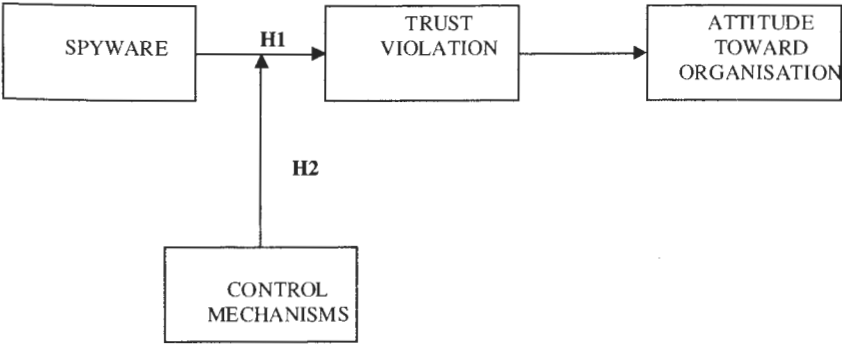 SPYWARE
H1
TRUST
VIOLATION
ATTITUDE
TOWARD
ORGANISATION
H2
CONTROL
MECHANISMS